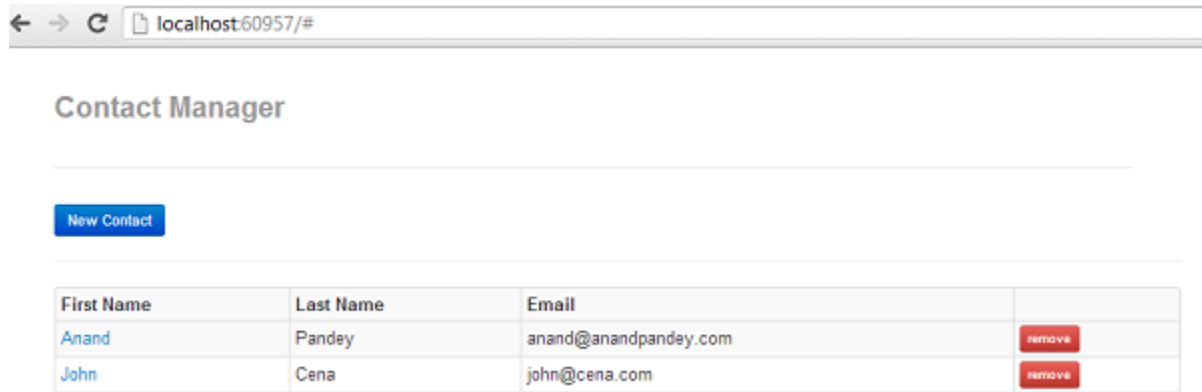 localhost:60957/#
Contact Manager
New Contact
First Name Last Name Email
Anand Pandey anand@anandpandey.com remove
John Cena john@cena.com remove